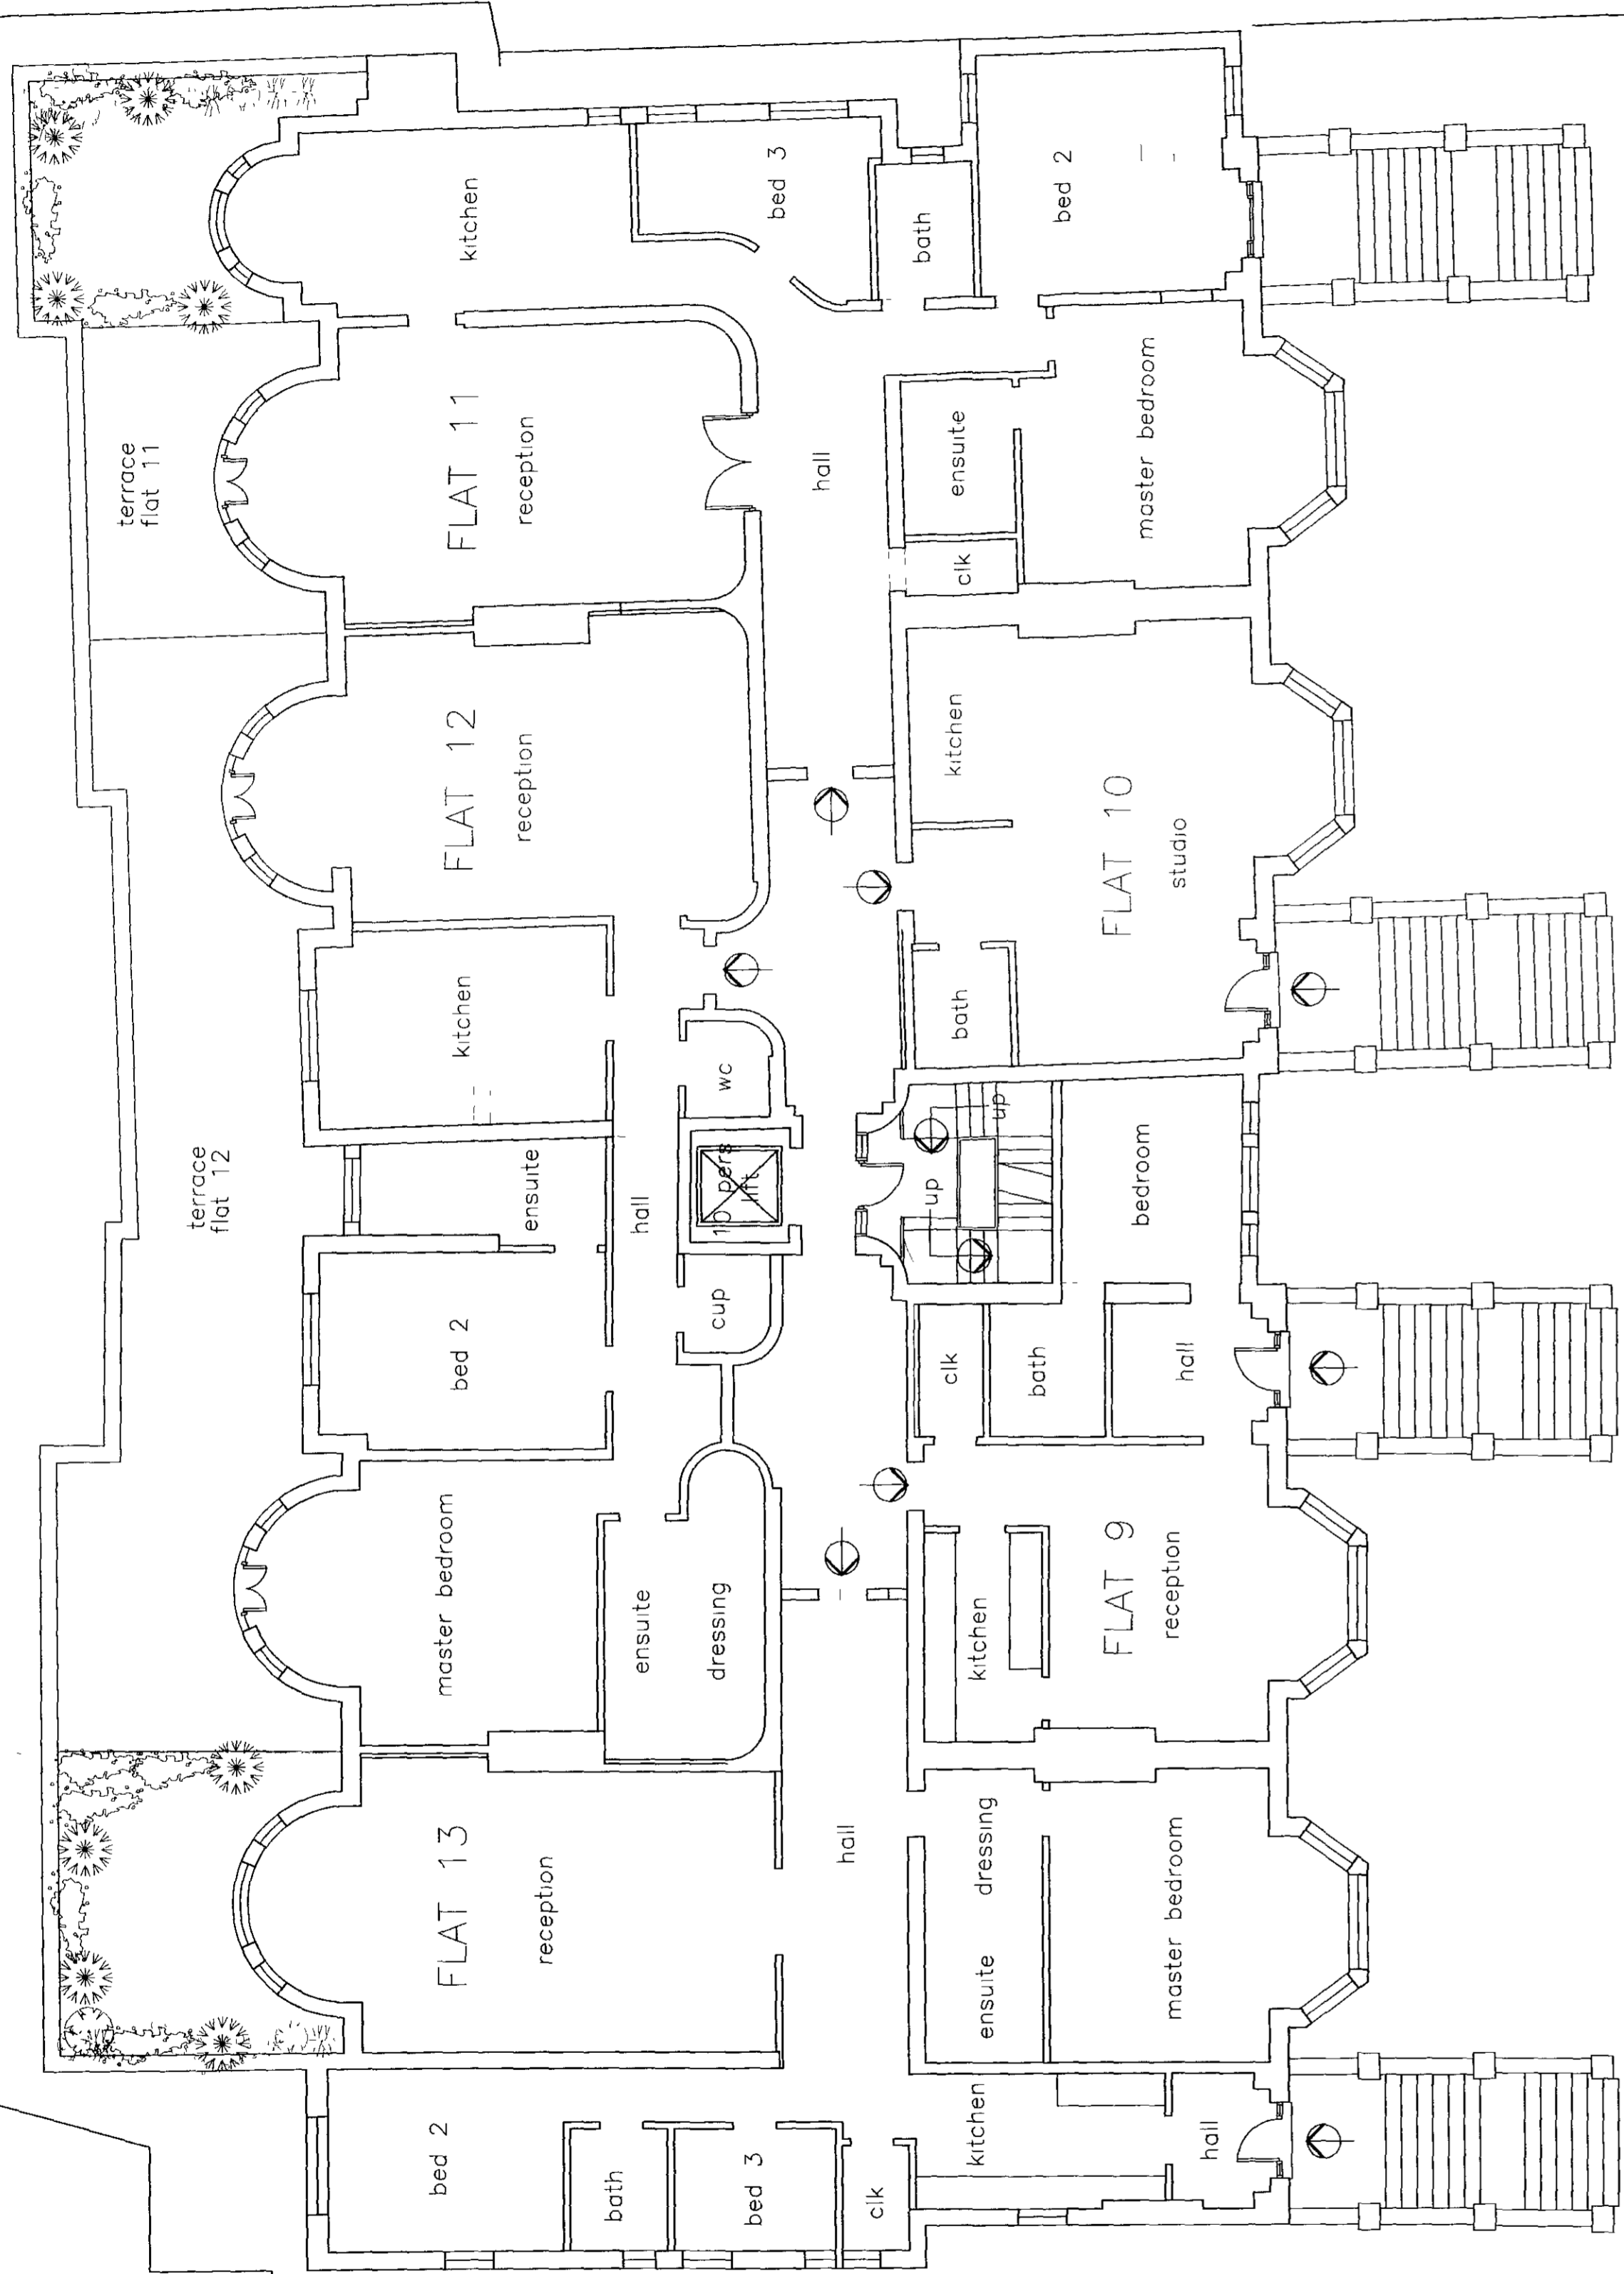 terrace
flat 12
terrace
flat 11
bed 2
FLAT 13
reception
master bedroom
bed 2
ensuite
kitchen
FLAT 12
reception
FLAT 11
reception
kitchen
bath
bed 3
clk
ensuite
dressing
hall
cup
10 pers
lift
wc
hall
hall
bed 3
bath
bed 2
kitchen
hall
ensuite
dressing
master bedroom
kitchen
FLAT 9
reception
clk
bath
hall
up
up
bedroom
bath
kitchen
FLAT 10
studio
clk
ensuite
master bedroom